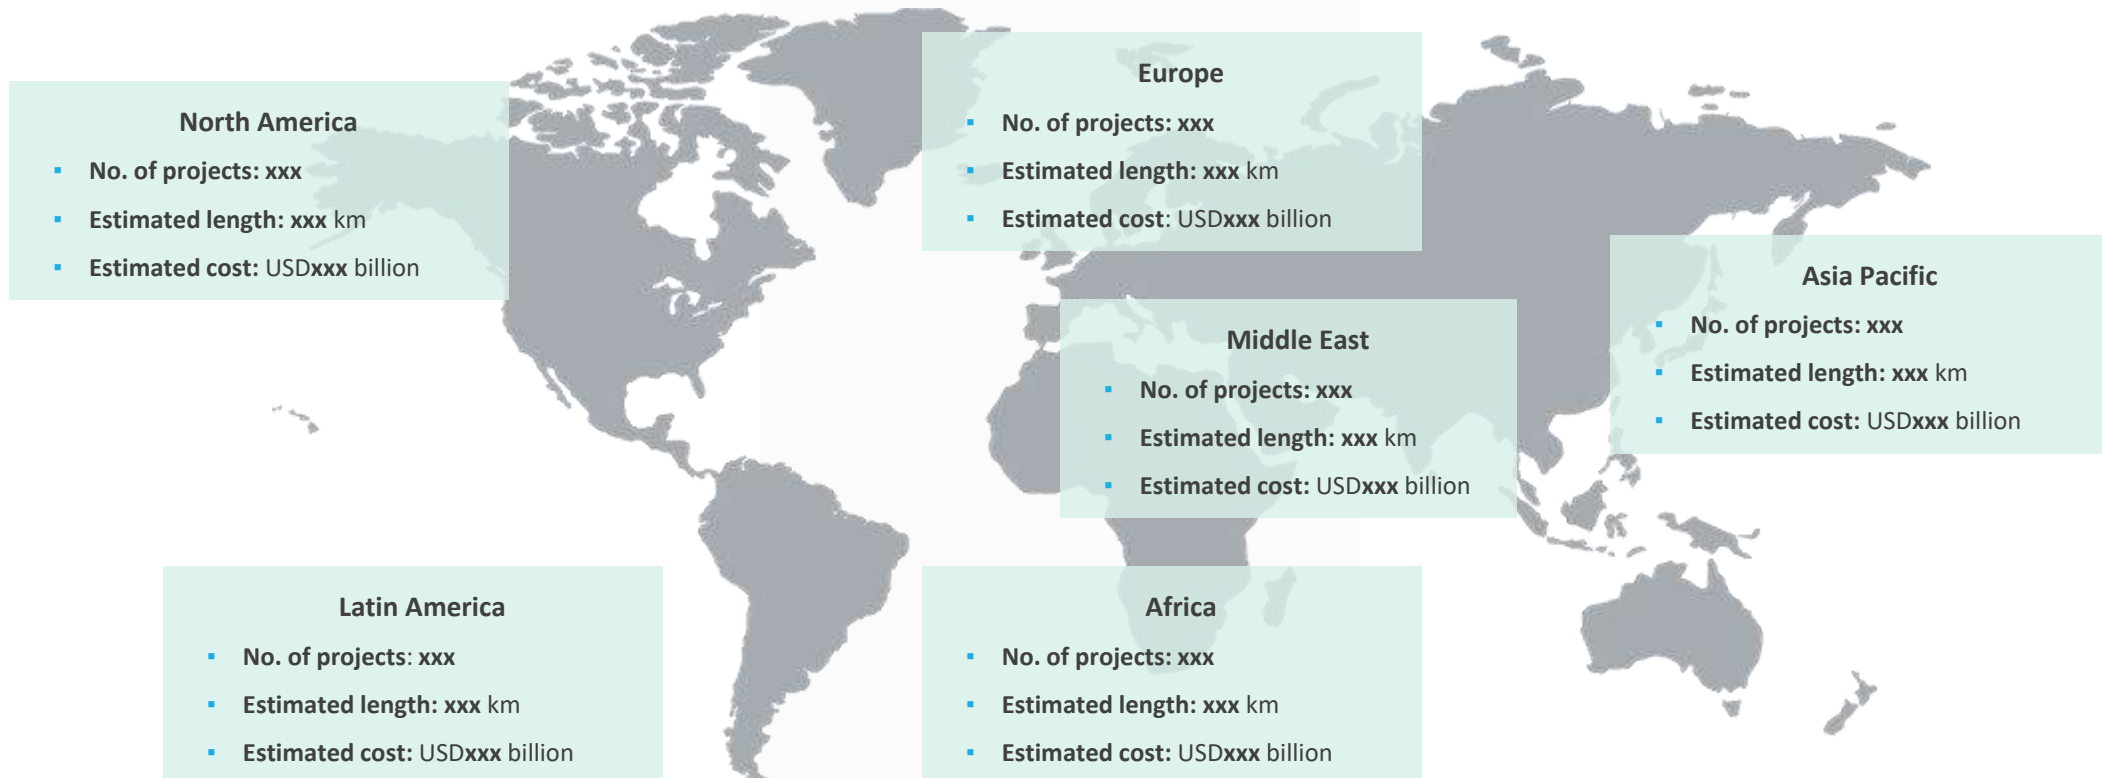 North America
▪ No. of projects: xxx
▪ Estimated length: xxx km
▪ Estimated cost: USDxxx billion
Europe
▪ No. of projects: xxx
▪ Estimated length: xxx km
▪ Estimated cost: USDxxx billion
Asia Pacific
▪ No. of projects: xxx
▪ Estimated length: xxx km
▪ Estimated cost: USDxxx billion
Middle East
▪ No. of projects: xxx
▪ Estimated length: xxx km
▪ Estimated cost: USDxxx billion
Latin America
▪ No. of projects: xxx
▪ Estimated length: xxx km
▪ Estimated cost: USDxxx billion
Africa
▪ No. of projects: xxx
▪ Estimated length: xxx km
▪ Estimated cost: USDxxx billion